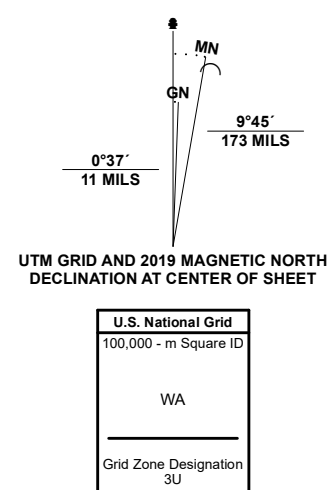 MN
GN
9°45´
173 MILS
0°37´
11 MILS
UTM GRID AND 2019 MAGNETIC NORTH
DECLINATION AT CENTER OF SHEET
U.S. National Grid
100,000 - m Square ID
WA
Grid Zone Designation
3U